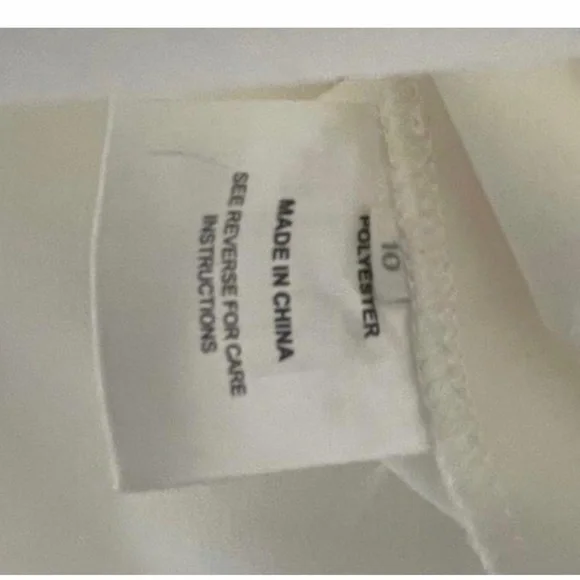 10
POLYESTER
MADE IN CHINA
SEE REVERSE FOR CARE
INSTRUCTIONS